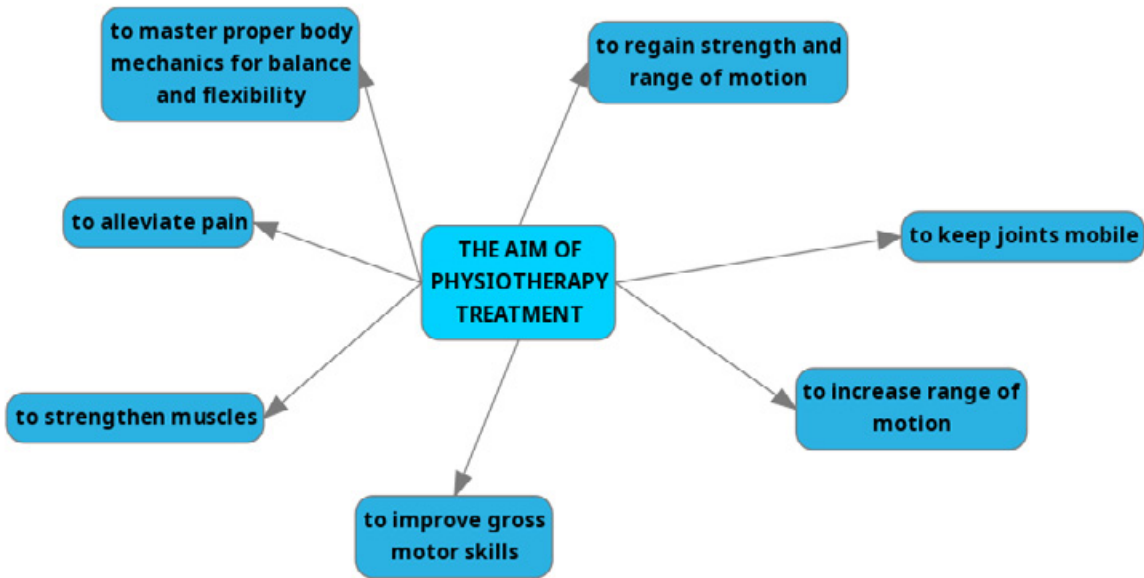 to master proper body
mechanics for balance
and flexibility
to regain strength and
range of motion
to alleviate pain
THE AIM OF
PHYSIOTHERAPY
TREATMENT
to keep joints mobile
to strengthen muscles
to increase range of
motion
to improve gross
motor skills